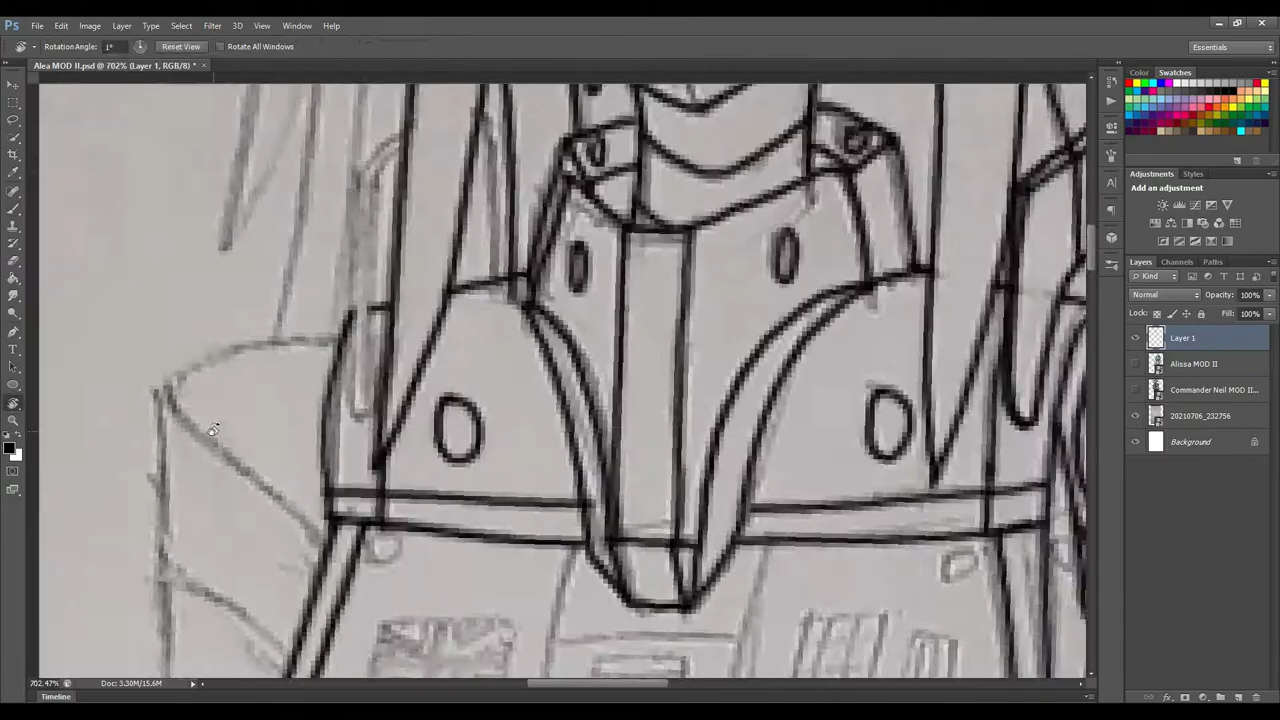 Ps File Edit Image Layer Type Select Filter 3D View Window Help
Rotation Angle: 1° Reset View Rotate All Windows Essentials
Alea MOD II.psd @ 702% (Layer 1, RGB/8) * ×
Color Swatches
Adjustments Styles
Add an adjustment
Layers Channels Paths
Kind
Normal Opacity: 100%
Lock: Fill: 100%
Layer 1
Alissa MOD II
Commander Neil MOD II...
20210706_232756
Background
702.47% Doc: 3.30M/15.6M
Timeline